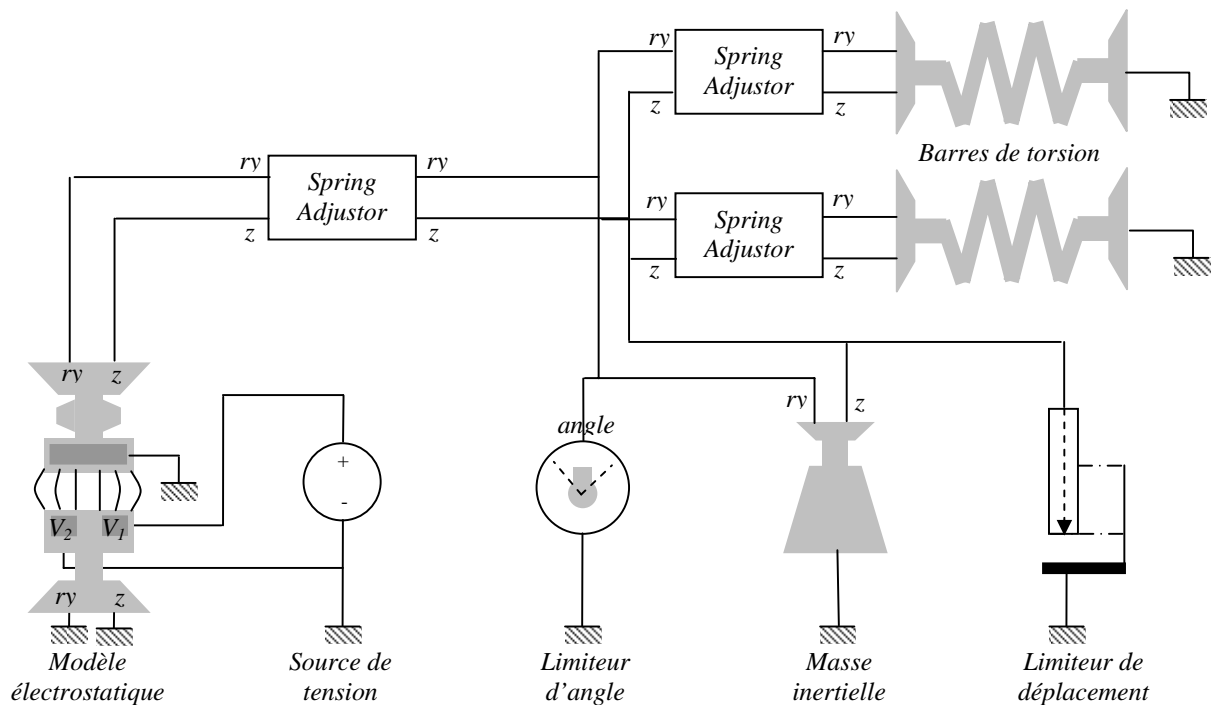 ry
Spring
Adjustor
ry
z
z
Barres de torsion
ry
Spring
Adjustor
ry
z
z
ry
Spring
Adjustor
ry
z
z
ry z
V2 V1
ry z
+
-
angle
ry z
Modèle
électrostatique
Source de
tension
Limiteur
d'angle
Masse
inertielle
Limiteur de
déplacement